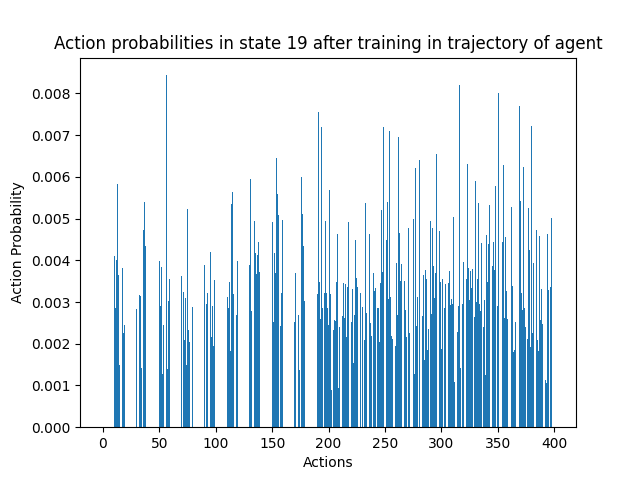 Action probabilities in state 19 after training in trajectory of agent
0.008
0.007
0.006
0.005
0.004
0.003
0.002
0.001
0.000
Action Probability
0 50 100 150 200 250 300 350 400
Actions